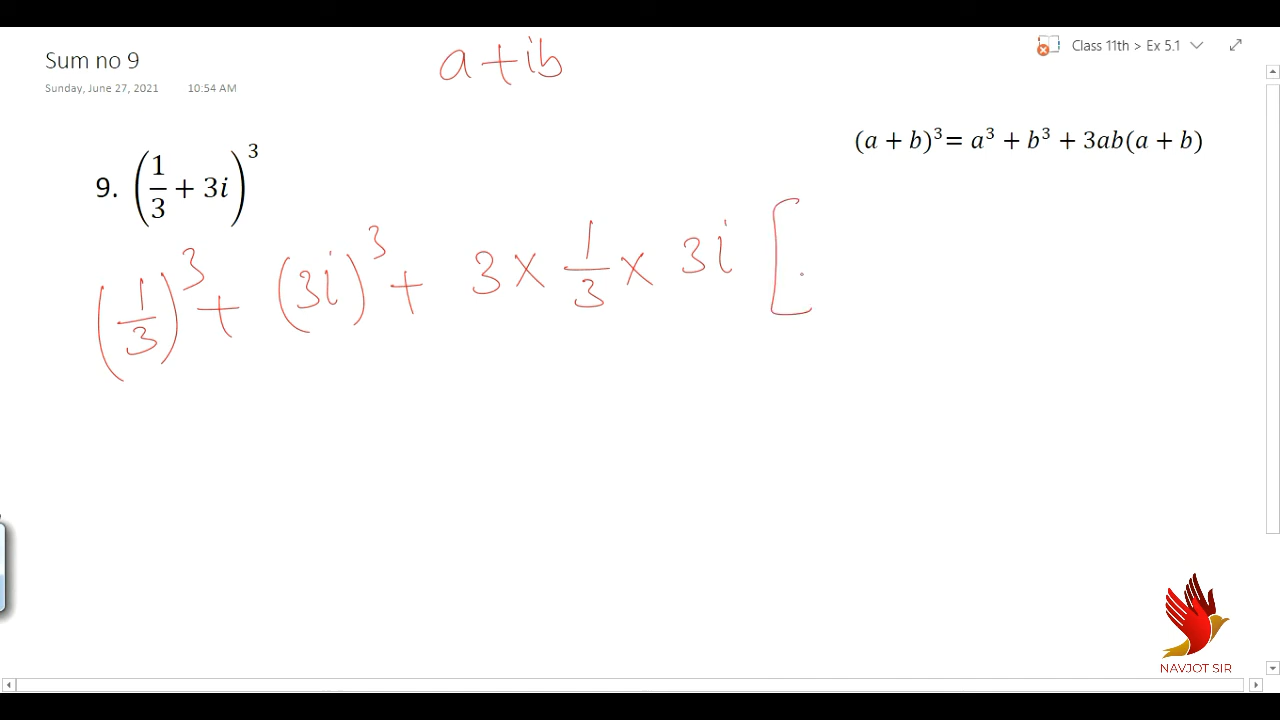 Sum no 9
Sunday, June 27, 2021 10:54 AM
a + ib
Class 11th > Ex 5.1
(a + b)³= a³ + b³ + 3ab(a + b)
9. (1/3 + 3i)³
(1/3)³ + (3i)³ + 3 × 1/3 × 3i [
NAVJOT SIR